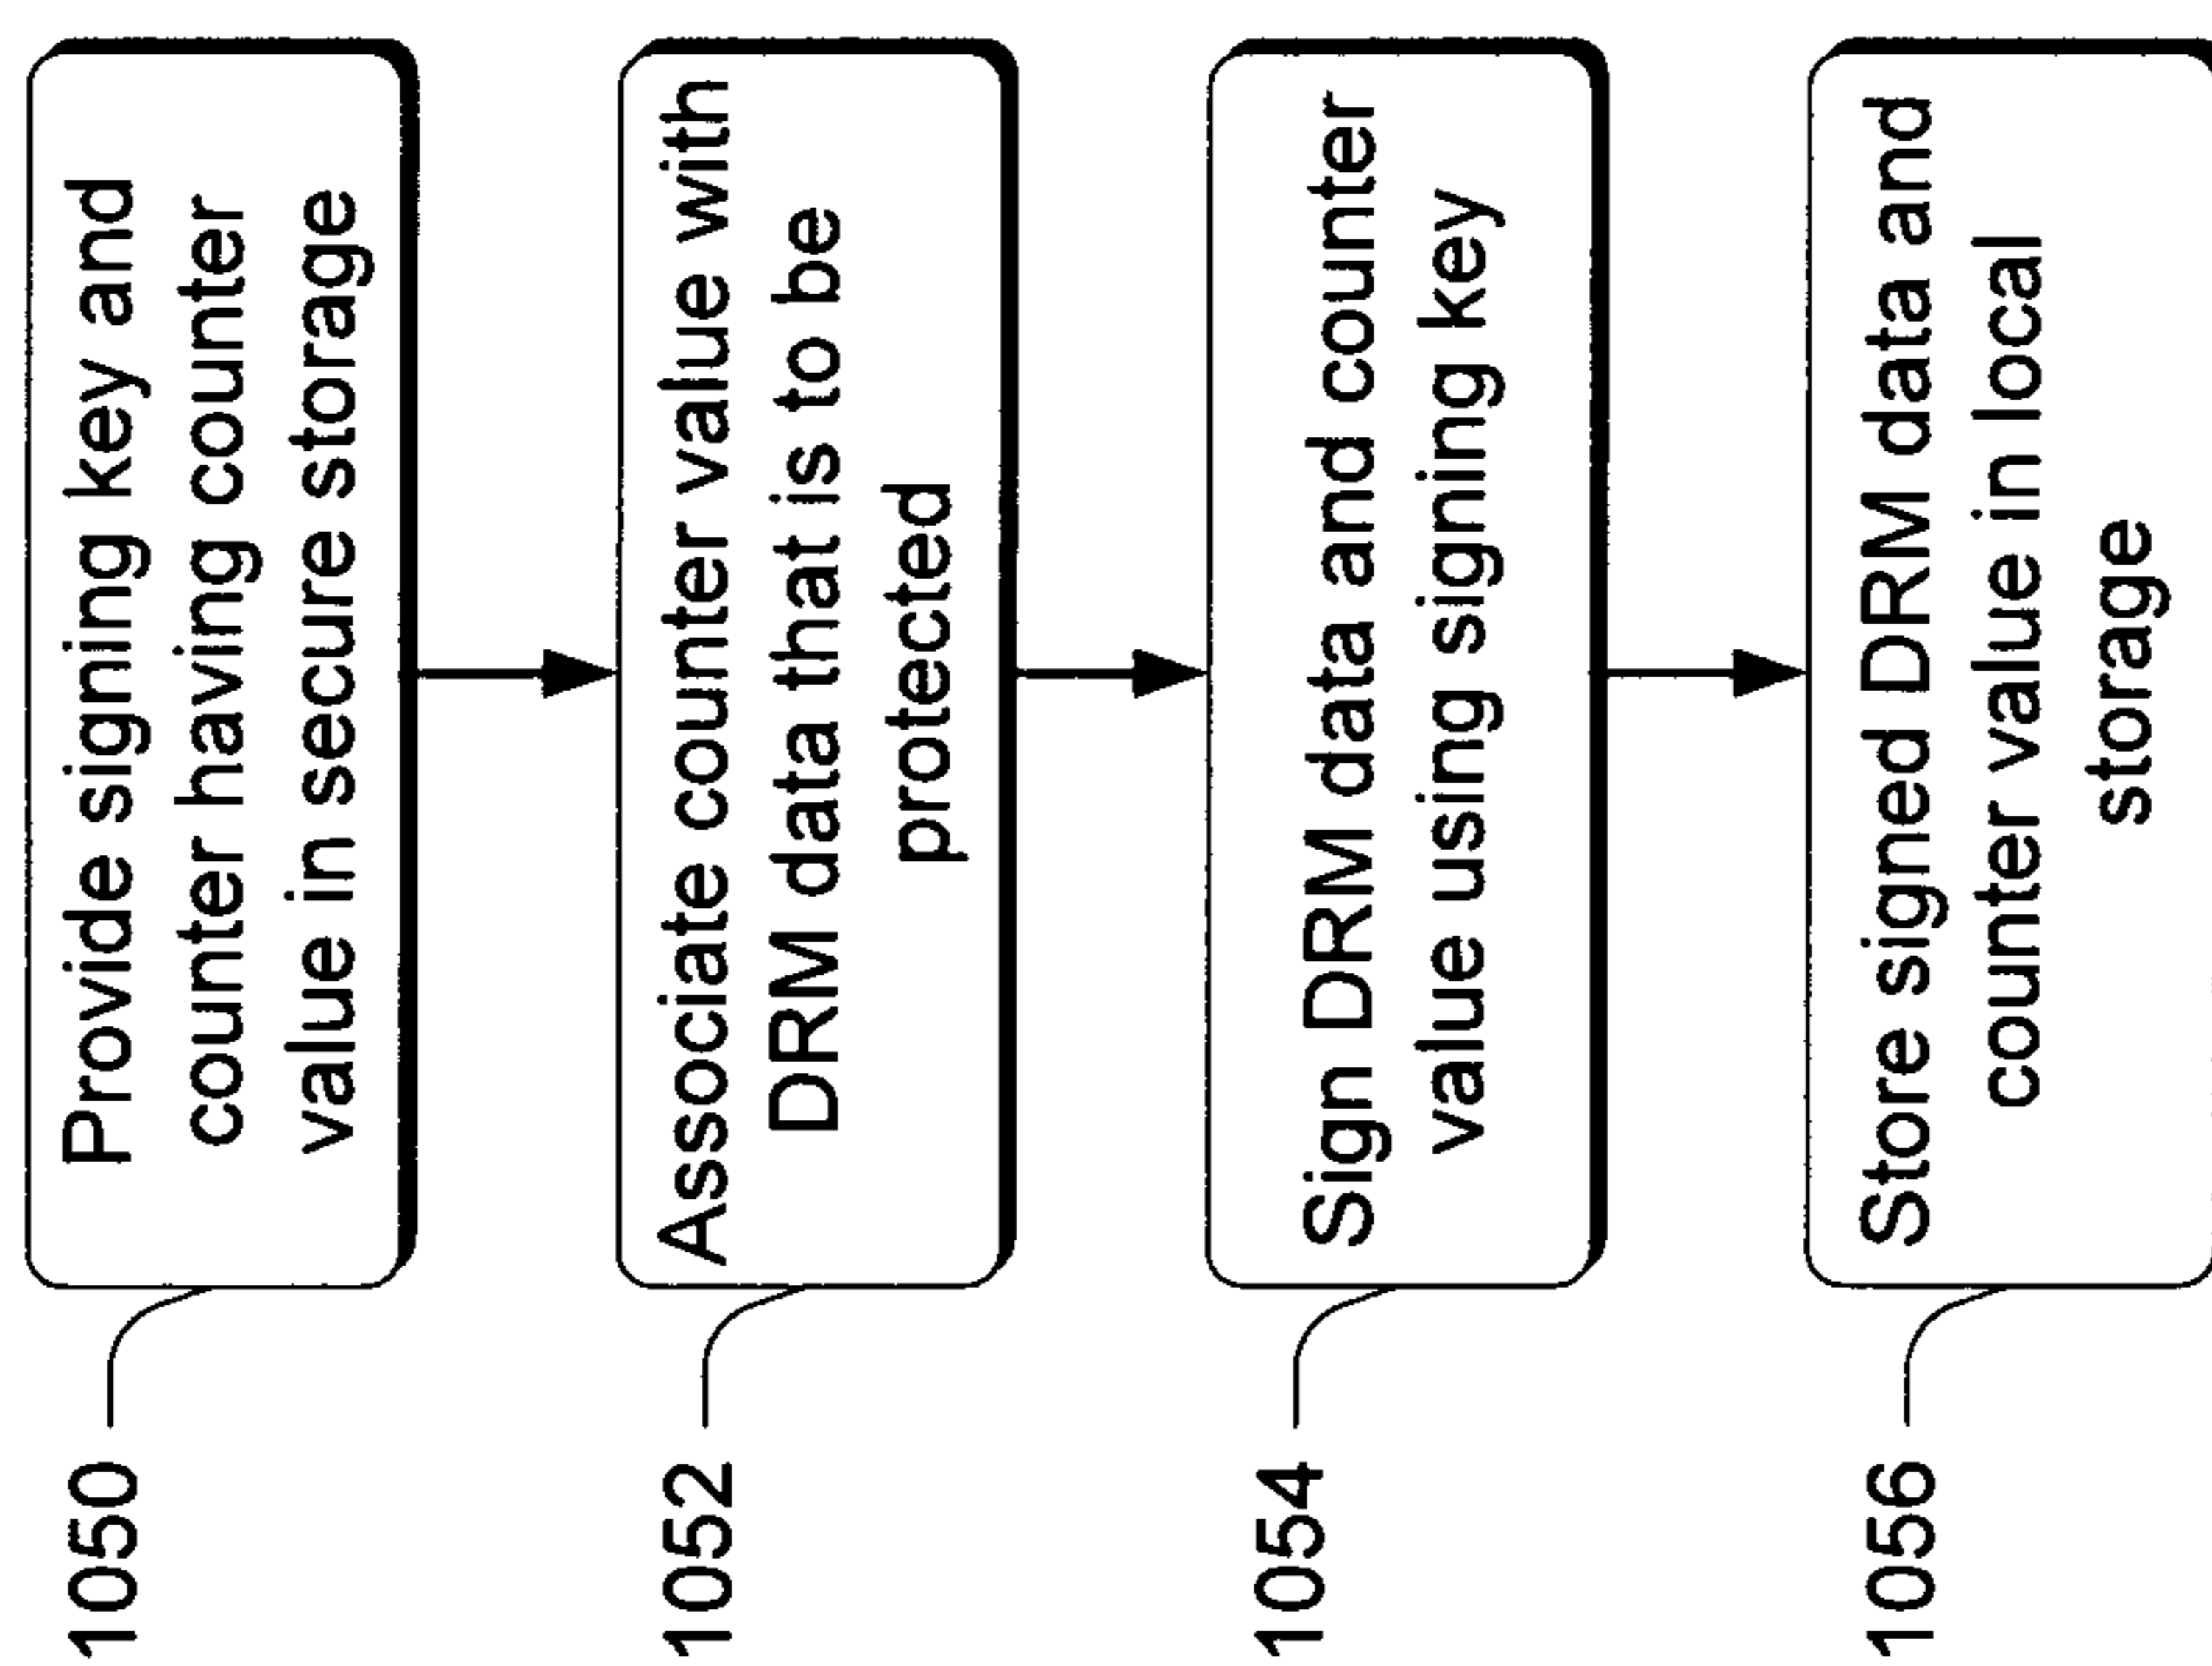 1050
Provide signing key and
counter having counter
value in secure storage
1052
Associate counter value with
DRM data that is to be
protected
1054
Sign DRM data and counter
value using signing key
1056
Store signed DRM data and
counter value in local
storage